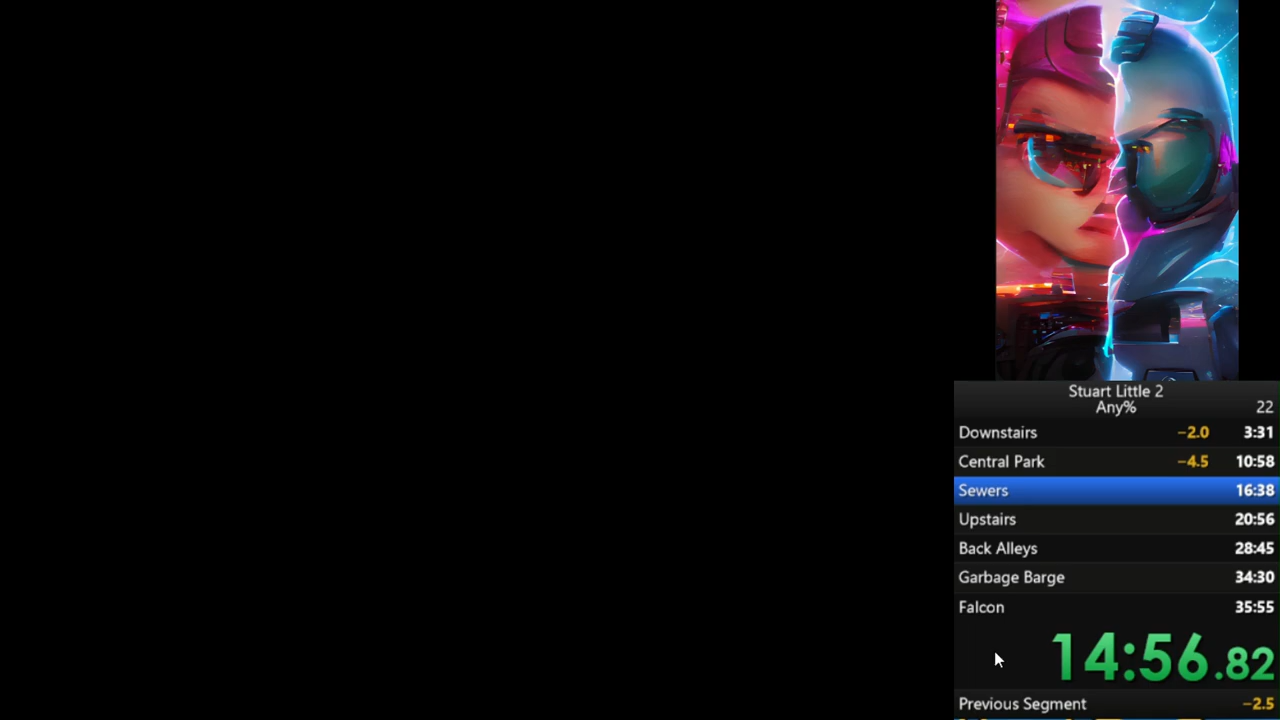 Stuart Little 2
Any% 22
Downstairs −2.0 3:31
Central Park −4.5 10:58
Sewers 16:38
Upstairs 20:56
Back Alleys 28:45
Garbage Barge 34:30
Falcon 35:55
14:56.82
Previous Segment −2.5